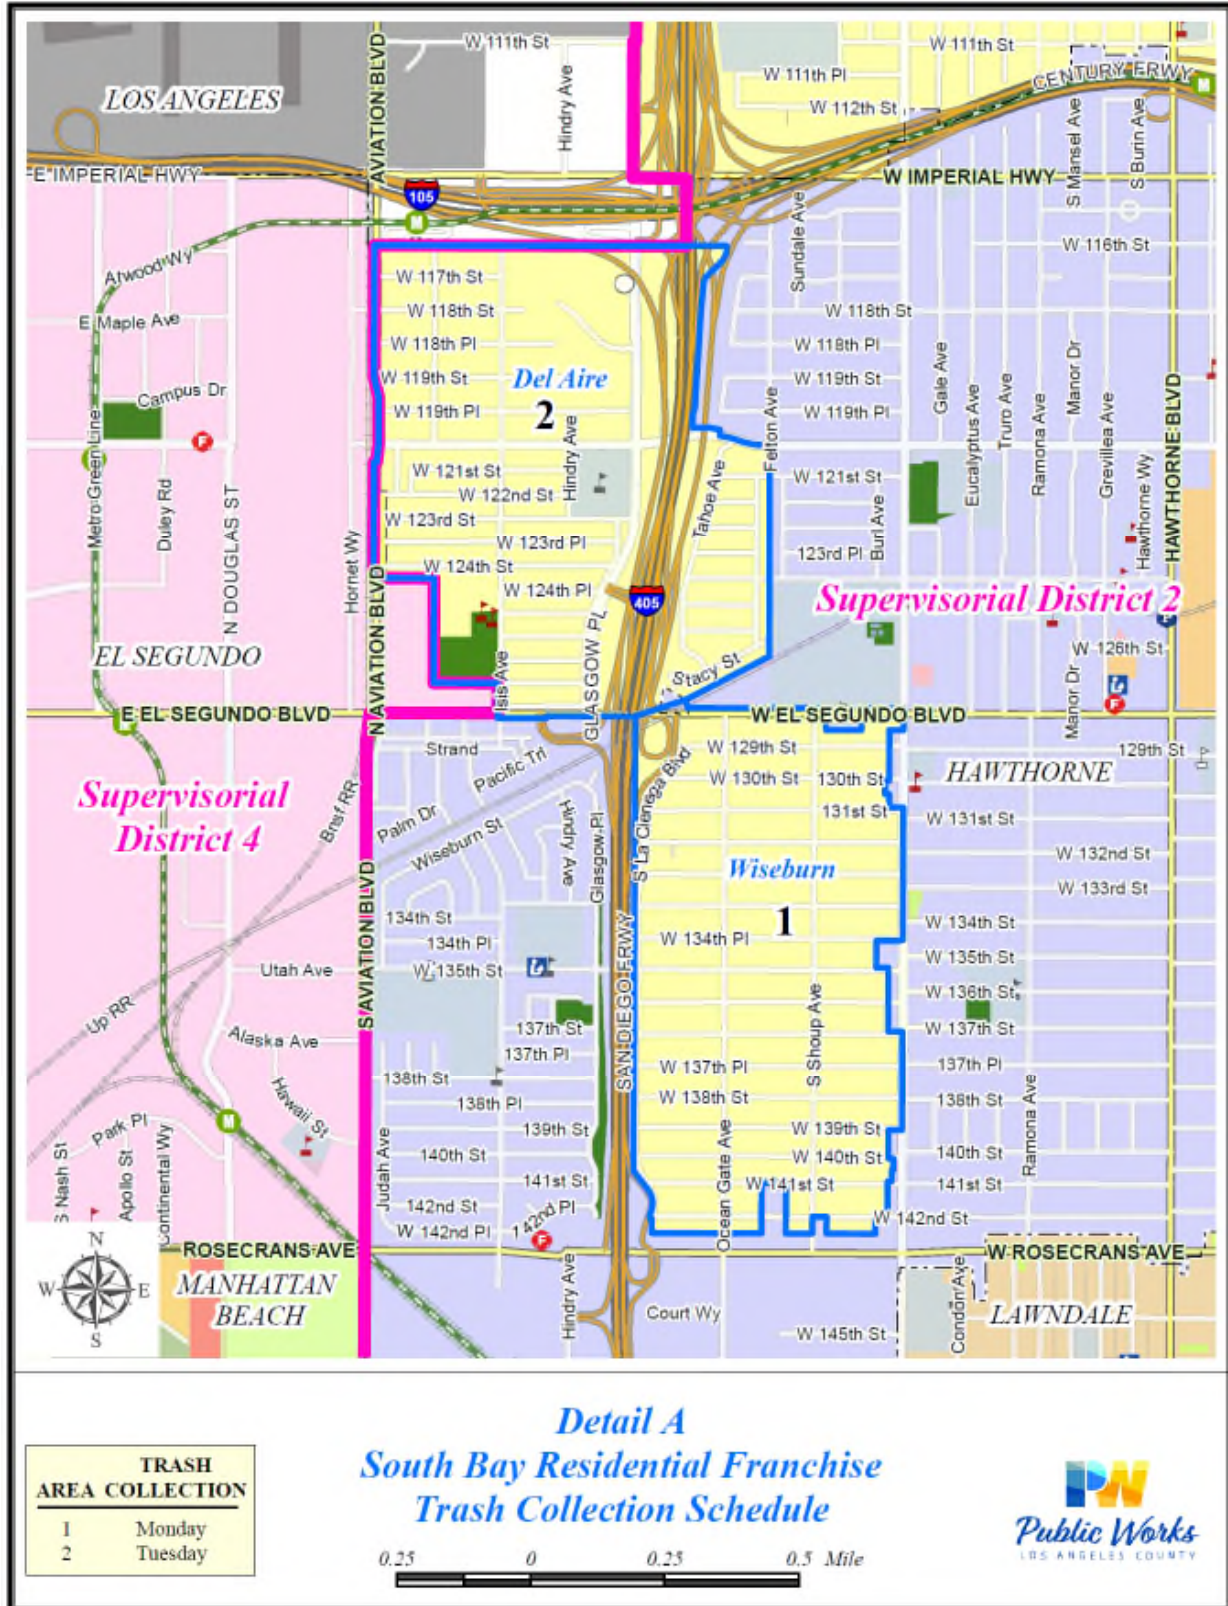 W 111th St
W 111th St
LOS ANGELES
AVIATION BLVD
Hindry Ave
W 111th Pl
W 112th St
CENTURY FRWY
M
S Mansel Ave
S Burin Ave
E IMPERIAL HWY
105
W IMPERIAL HWY
M
Sundale Ave
W 116th St
Atwood Wy
W 117th St
W 118th St
W 118th St
E Maple Ave
W 118th Pl
W 118th Pl
Campus Dr
W 119th St
Del Aire
2
W 119th St
W 119th Pl
W 119th Pl
Gale Ave
Eucalyptus Ave
Truro Ave
Ramona Ave
Manor Dr
Grevillea Ave
Hawthorne Wy
HAWTHORNE BLVD
Metro Green Line
F
Duley Rd
N DOUGLAS ST
Hornet Wy
W 121st St
W 122nd St
Hindry Ave
Tahoe Ave
Felton Ave
W 121st St
Burl Ave
W 123rd St
W 123rd Pl
123rd Pl
W 124th St
W 124th Pl
405
Supervisorial District 2
N AVIATION BLVD
GLASGOW PL
EL SEGUNDO
Isis Ave
Stacy St
W 126th St
Manor Dr
F
E EL SEGUNDO BLVD
W EL SEGUNDO BLVD
M
Strand
Pacific Trl
W 129th St
129th St
W 130th St
130th St
HAWTHORNE
Supervisorial
District 4
Bnsf RR
Palm Dr
Wiseburn St
Hindry Ave
Glasgow Pl
S La Cienega Blvd
131st St
W 131st St
W 132nd St
Wiseburn
1
W 133rd St
S AVIATION BLVD
134th St
134th Pl
W 134th Pl
W 134th St
Utah Ave
W 135th St
W 135th St
SAN DIEGO FRWY
W 136th St
Up RR
Alaska Ave
137th St
S Shoup Ave
W 137th St
137th Pl
W 137th Pl
137th Pl
Hawaii St
138th St
W 138th St
138th St
138th Pl
Ramona Ave
M
Park Pl
139th St
Ocean Gate Ave
W 139th St
S Nash St
Apollo St
Continental Wy
Judah Ave
140th St
W 140th St
140th St
141st St
W 141st St
141st St
142nd St
142nd Pl
W 142nd St
W 142nd Pl
F
ROSECRANS AVE
W ROSECRANS AVE
N
W E
S
MANHATTAN
BEACH
Hindry Ave
Court Wy
W 145th St
Condon Ave
LAWNDALE
Detail A
South Bay Residential Franchise
Trash Collection Schedule
TRASH
AREA COLLECTION
1 Monday
2 Tuesday
0.25 0 0.25 0.5 Mile
PW
Public Works
LOS ANGELES COUNTY